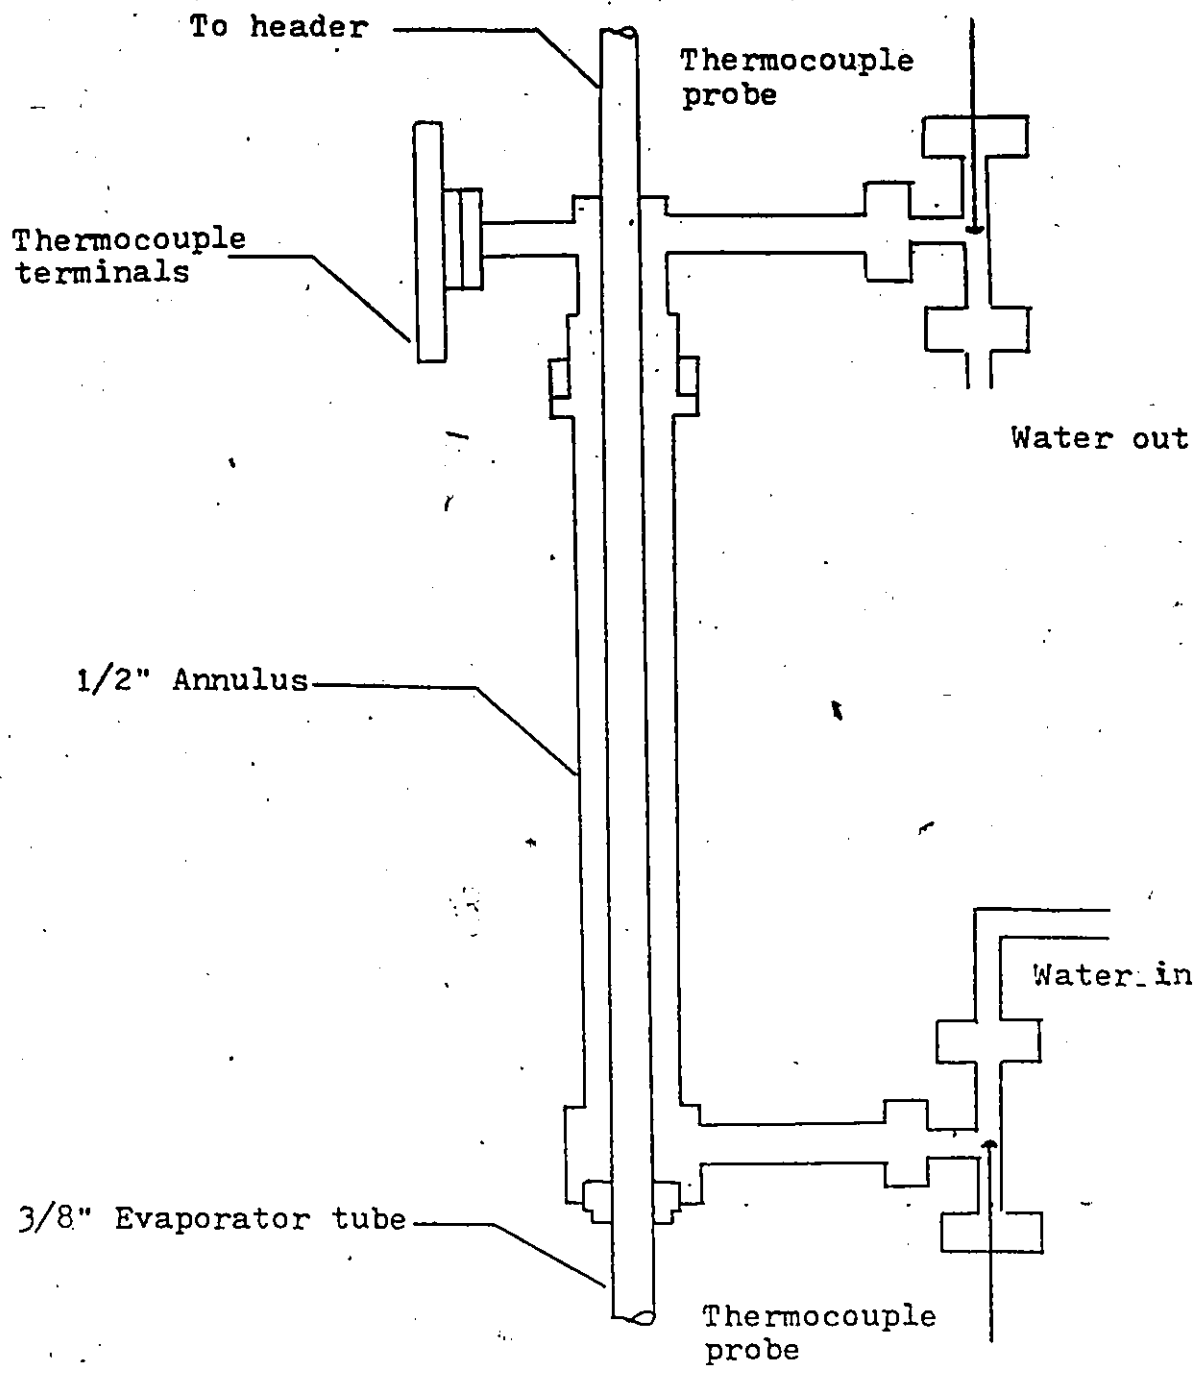 To header
Thermocouple
probe
Thermocouple
terminals
Water out
1/2" Annulus
Water in
3/8" Evaporator tube
Thermocouple
probe